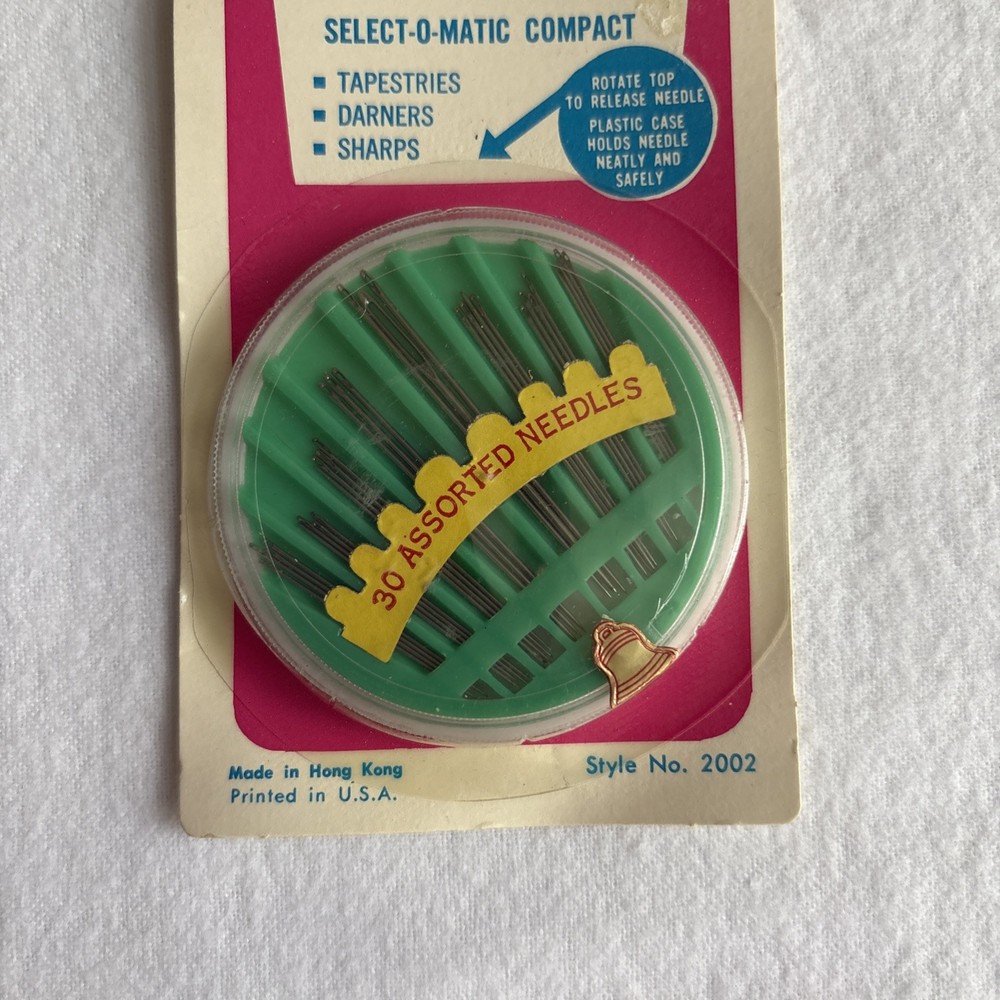 SELECT-O-MATIC COMPACT
▪ TAPESTRIES
▪ DARNERS
▪ SHARPS
ROTATE TOP
TO RELEASE NEEDLE
PLASTIC CASE
HOLDS NEEDLE
NEATLY AND
SAFELY
30 ASSORTED NEEDLES
Made in Hong Kong
Printed in U.S.A.
Style No. 2002